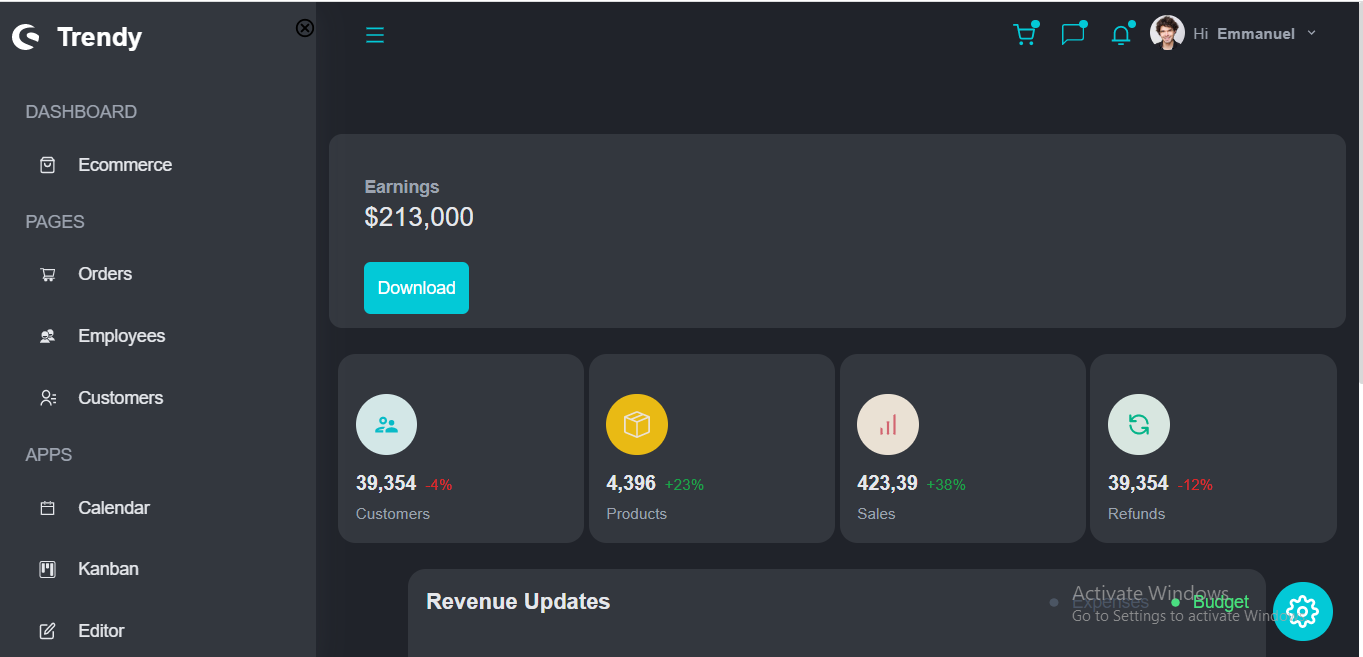 Trendy
Hi Emmanuel
DASHBOARD
Ecommerce
PAGES
Orders
Employees
Customers
APPS
Calendar
Kanban
Editor
Earnings
$213,000
Download
39,354 -4%
Customers
4,396 +23%
Products
423,39 +38%
Sales
39,354 -12%
Refunds
Revenue Updates
Expenses
Budget
Activate Windows
Go to Settings to activate Windows